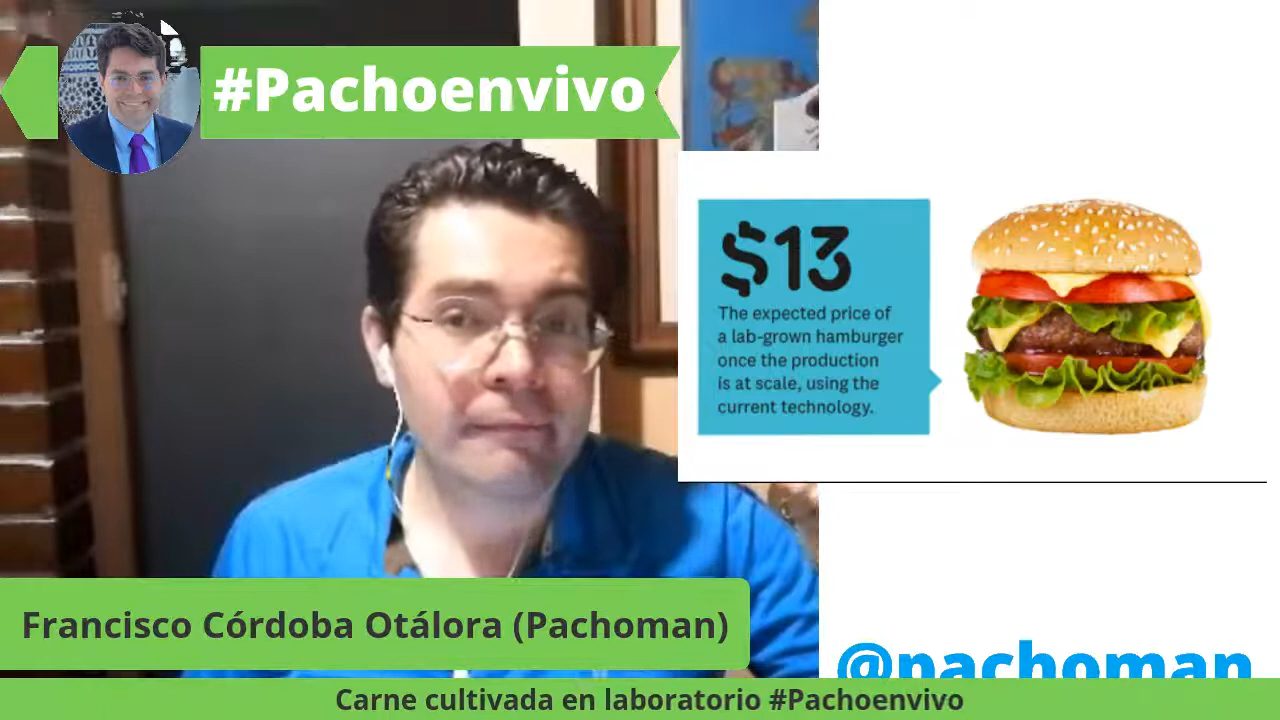 #Pachoenvivo
$13
The expected price of
a lab-grown hamburger
once the production
is at scale, using the
current technology.
Francisco Córdoba Otálora (Pachoman)
@pachoman
Carne cultivada en laboratorio #Pachoenvivo